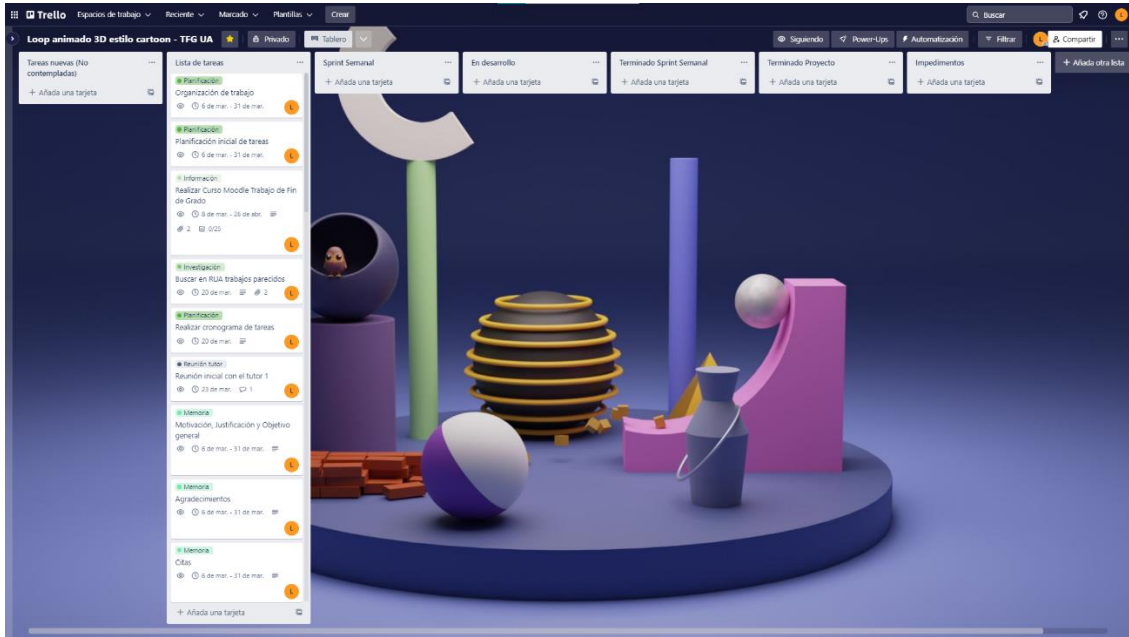 Trello
Espacios de trabajo
Reciente
Marcado
Plantillas
Crear
Buscar
Loop animado 3D estilo cartoon - TFG UA
Privado
Tablero
Siguiendo
Power-Ups
Automatización
Filtrar
L
Compartir
Tareas nuevas (No
contempladas)
+ Añada una tarjeta
Lista de tareas
Planificación
Organización de trabajo
6 de mar. - 31 de mar.
L
Planificación
Planificación inicial de tareas
6 de mar. - 31 de mar.
L
Información
Realizar Curso Moodle Trabajo de Fin
de Grado
8 de mar. - 26 de abr.
2 0/25
L
Investigación
Buscar en RUA trabajos parecidos
20 de mar. 2
L
Planificación
Realizar cronograma de tareas
20 de mar.
L
Reunión tutor
Reunión inicial con el tutor 1
23 de mar. 1
L
Memoria
Motivación, Justificación y Objetivo
general
6 de mar. - 31 de mar.
L
Memoria
Agradecimientos
6 de mar. - 31 de mar.
L
Memoria
Citas
6 de mar. - 31 de mar.
L
+ Añada una tarjeta
Sprint Semanal
+ Añada una tarjeta
En desarrollo
+ Añada una tarjeta
Terminado Sprint Semanal
+ Añada una tarjeta
Terminado Proyecto
+ Añada una tarjeta
Impedimentos
+ Añada una tarjeta
+ Añada otra lista